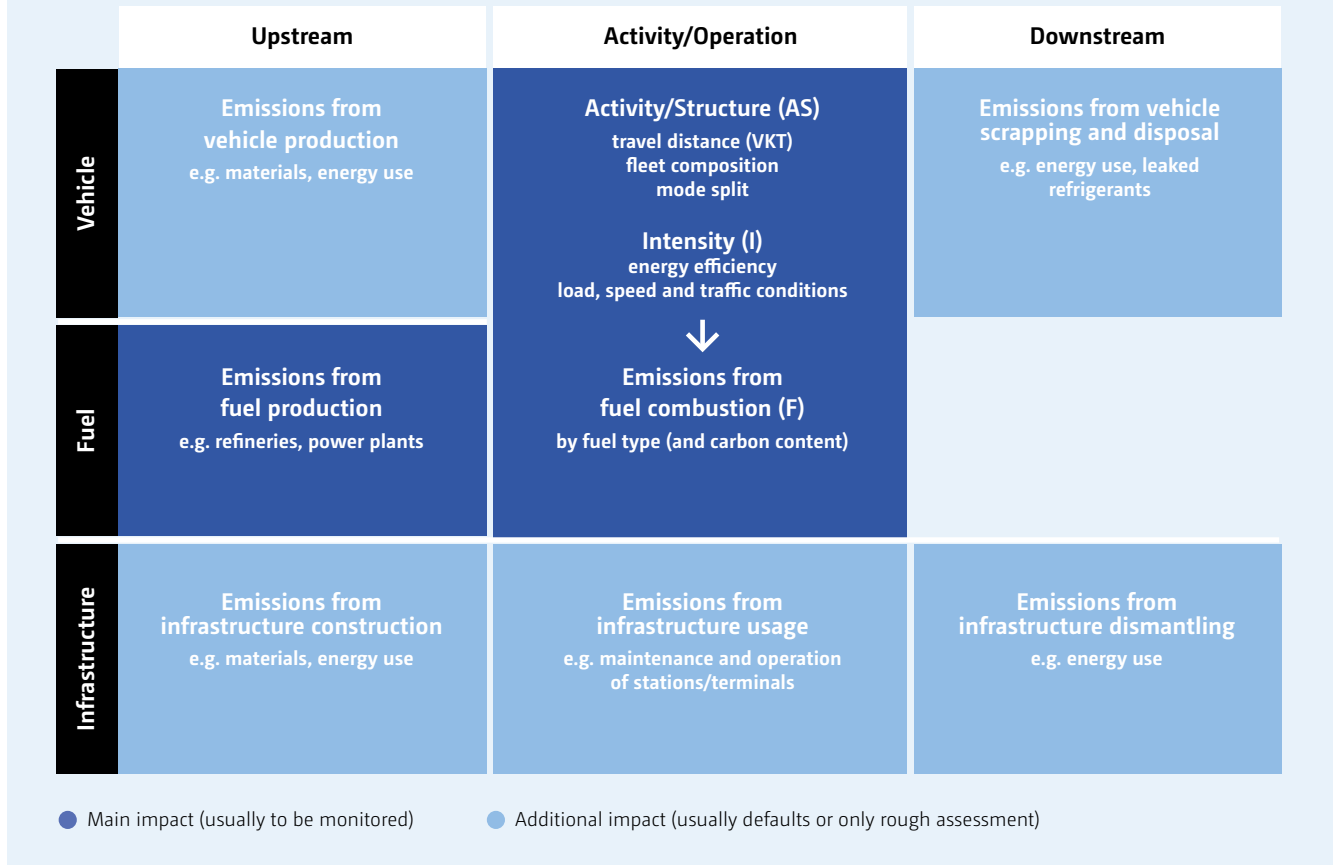 Upstream
Activity/Operation
Downstream
Vehicle
Emissions from
vehicle production
e.g. materials, energy use
Activity/Structure (AS)
travel distance (VKT)
fleet composition
mode split
Intensity (I)
energy efficiency
load, speed and traffic conditions
Emissions from vehicle
scrapping and disposal
e.g. energy use, leaked
refrigerants
Fuel
Emissions from
fuel production
e.g. refineries, power plants
Emissions from
fuel combustion (F)
by fuel type (and carbon content)
Infrastructure
Emissions from
infrastructure construction
e.g. materials, energy use
Emissions from
infrastructure usage
e.g. maintenance and operation
of stations/terminals
Emissions from
infrastructure dismantling
e.g. energy use
Main impact (usually to be monitored)
Additional impact (usually defaults or only rough assessment)